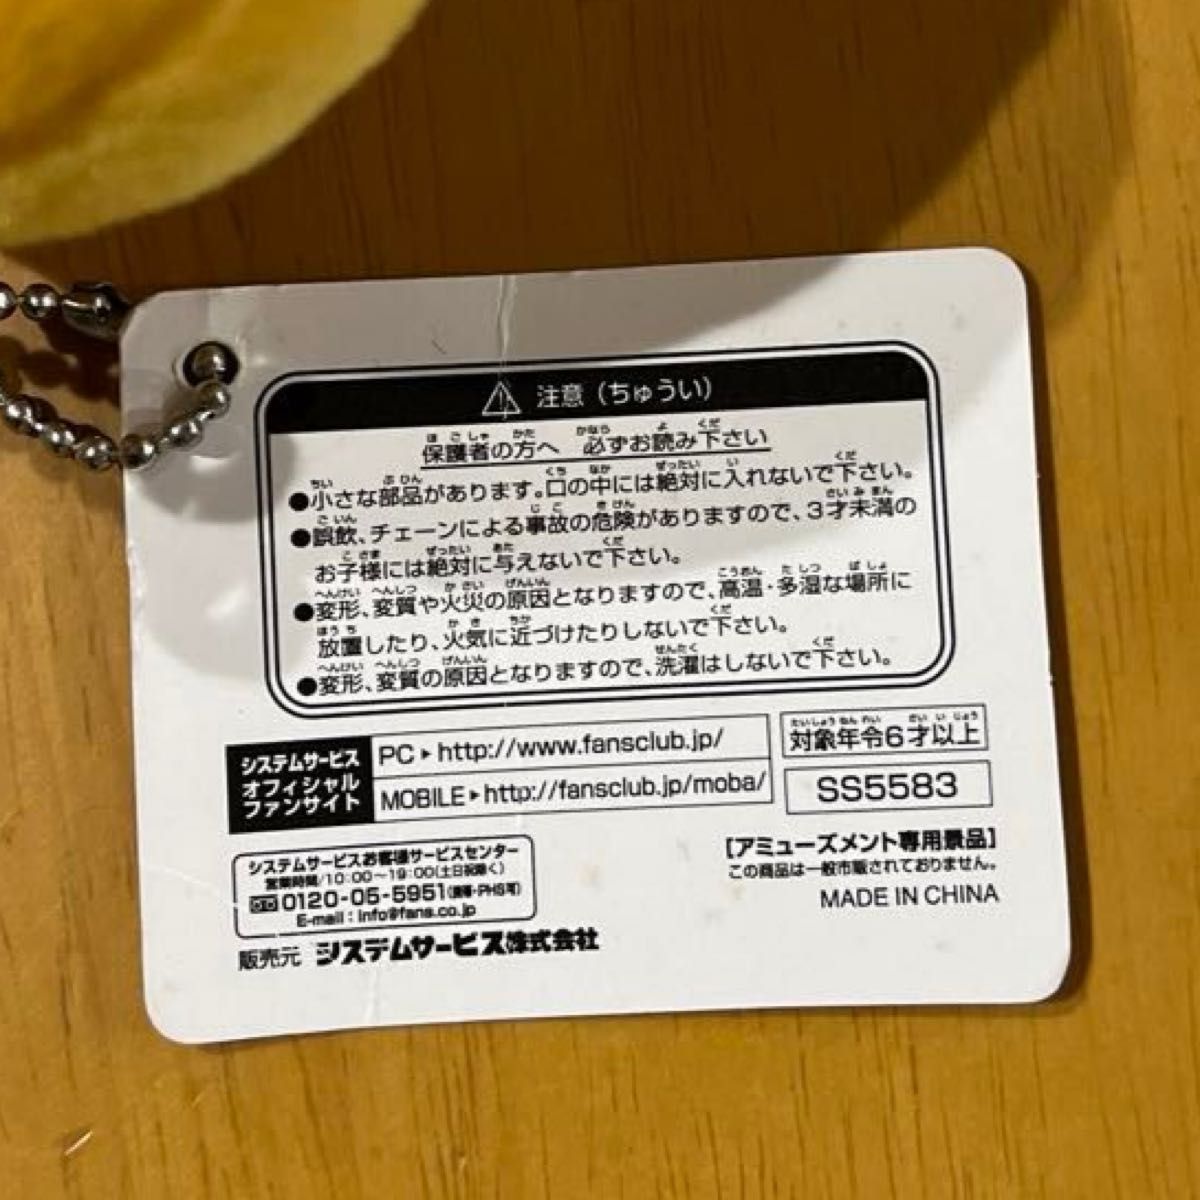 注意(ちゅうい)
保護者の方へ 必ずお読み下さい
●小さな部品があります。口の中には絶対に入れないで下さい。
●誤飲、チェーンによる事故の危険がありますので、3才未満の
お子様には絶対に与えないで下さい。
●変形、変質や火災の原因となりますので、高温・多湿な場所に
放置したり、火気に近づけたりしないで下さい。
●変形、変質の原因となりますので、洗濯はしないで下さい。
システムサービス
オフィシャル
ファンサイト
PC▶http://www.fansclub.jp/
MOBILE▶http://fansclub.jp/moba/
対象年令6才以上
SS5583
システムサービスお客様サービスセンター
営業時間/10:00〜19:00(土日祝除く)
0120-05-5951(携帯・PHS可)
E-mail:info@fans.co.jp
販売元 システムサービス株式会社
[アミューズメント専用景品]
この商品は一般市販されておりません。
MADE IN CHINA